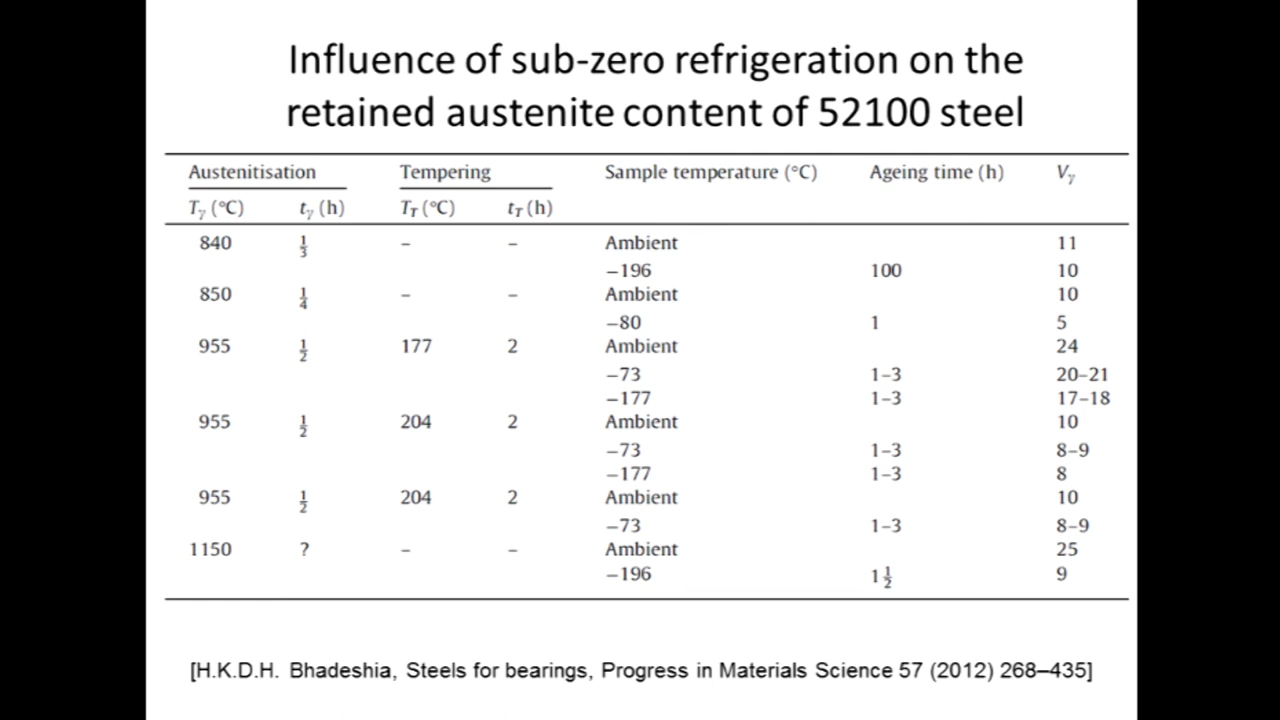 Influence of sub-zero refrigeration on the
retained austenite content of 52100 steel
Austenitisation Tempering Sample temperature (°C) Ageing time (h) Vγ
Tγ (°C) tγ (h) TT (°C) tT (h)
840 1/3 – – Ambient 11
−196 100 10
850 1/4 – – Ambient 10
−80 1 5
955 1/2 177 2 Ambient 24
−73 1–3 20–21
−177 1–3 17–18
955 1/2 204 2 Ambient 10
−73 1–3 8–9
−177 1–3 8
955 1/2 204 2 Ambient 10
−73 1–3 8–9
1150 ? – – Ambient 25
−196 1 1/2 9
[H.K.D.H. Bhadeshia, Steels for bearings, Progress in Materials Science 57 (2012) 268–435]